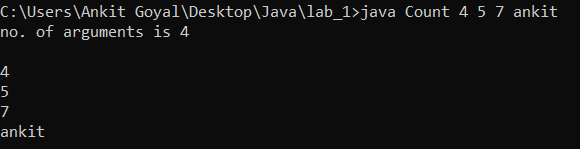 C:\Users\Ankit Goyal\Desktop\Java\lab_1>java Count 4 5 7 ankit
no. of arguments is 4
4
5
7
ankit